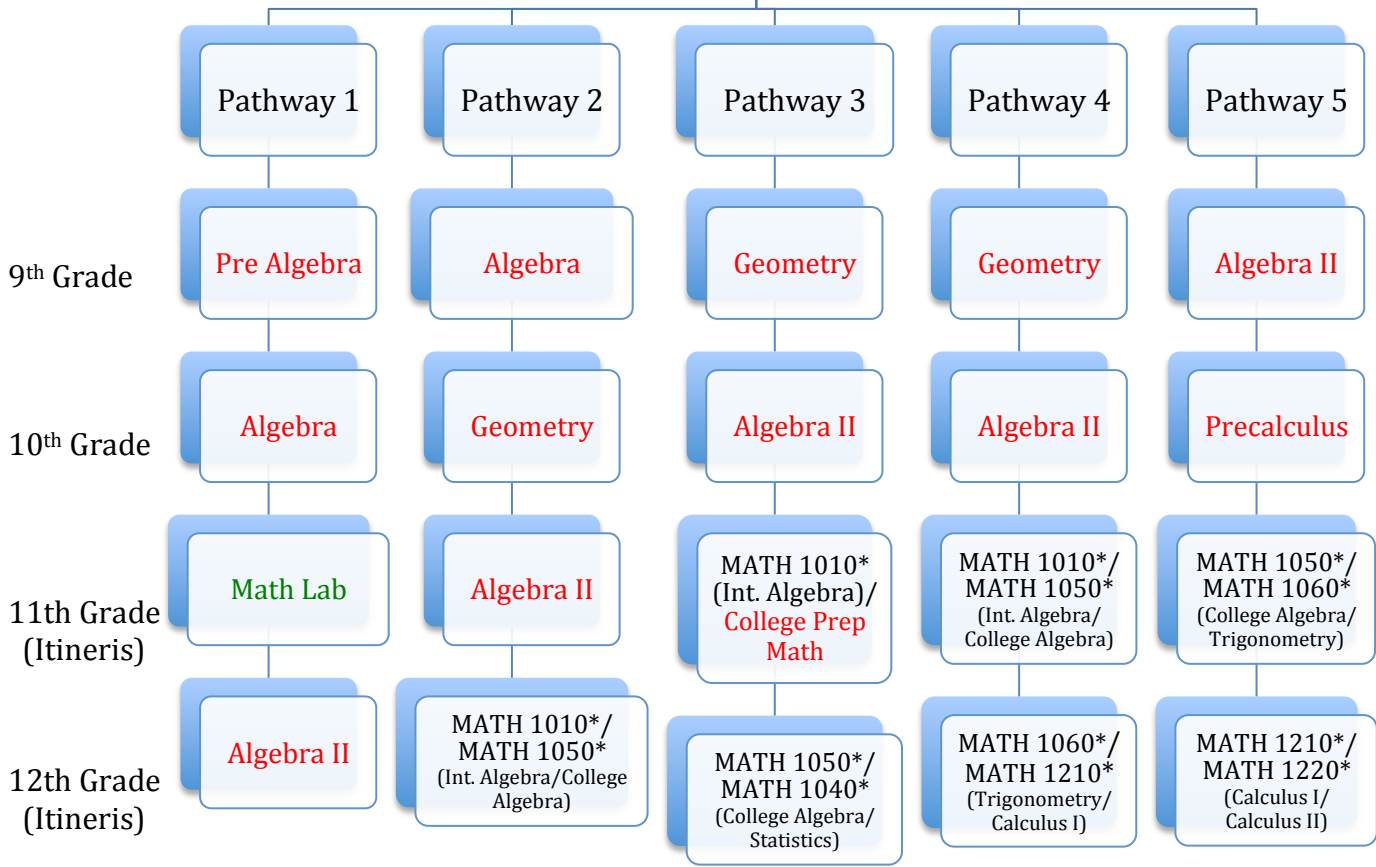 Pathway 1
Pathway 2
Pathway 3
Pathway 4
Pathway 5
9th Grade
Pre Algebra
Algebra
Geometry
Geometry
Algebra II
10th Grade
Algebra
Geometry
Algebra II
Algebra II
Precalculus
11th Grade
(Itineris)
Math Lab
Algebra II
MATH 1010*
(Int. Algebra)/
College Prep
Math
MATH 1010*/
MATH 1050*
(Int. Algebra/
College Algebra)
MATH 1050*/
MATH 1060*
(College Algebra/
Trigonometry)
12th Grade
(Itineris)
Algebra II
MATH 1010*/
MATH 1050*
(Int. Algebra/College
Algebra)
MATH 1050*/
MATH 1040*
(College Algebra/
Statistics)
MATH 1060*/
MATH 1210*
(Trigonometry/
Calculus I)
MATH 1210*/
MATH 1220*
(Calculus I/
Calculus II)